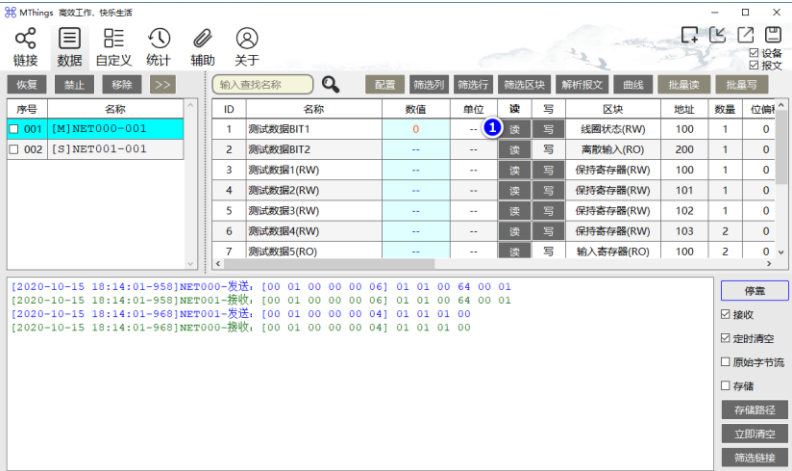 MThings 高效工作、快乐生活
链接 数据 自定义 统计 辅助 关于
设备
报文
恢复 禁止 移除 >> 输入查找名称 配置 筛选列 筛选行 筛选区块 解析报文 曲线 批量读 批量写
序号 名称
001 [M]NET000-001
002 [S]NET001-001
ID 名称 数值 单位 读 写 区块 地址 数量
1 测试数据BIT1 0 -- 1 读 写 线圈状态(RW) 100 1 0
2 测试数据BIT2 -- -- 读 写 离散输入(RO) 200 1 0
3 测试数据1(RW) -- -- 读 写 保持寄存器(RW) 100 1 0
4 测试数据2(RW) -- -- 读 写 保持寄存器(RW) 101 1 0
5 测试数据3(RW) -- -- 读 写 保持寄存器(RW) 102 1 0
6 测试数据4(RW) -- -- 读 写 保持寄存器(RW) 103 2 0
7 测试数据5(RO) -- -- 读 写 输入寄存器(RO) 100 2 0
[2020-10-15 18:14:01-958]NET000-发送: [00 01 00 00 00 06] 01 01 00 64 00 01
[2020-10-15 18:14:01-958]NET001-接收: [00 01 00 00 00 06] 01 01 00 64 00 01
[2020-10-15 18:14:01-968]NET001-发送: [00 01 00 00 00 04] 01 01 01 00
[2020-10-15 18:14:01-968]NET000-接收: [00 01 00 00 00 04] 01 01 01 00
停靠
接收
定时清空
原始字节流
存储
存储路径
立即清空
筛选链接